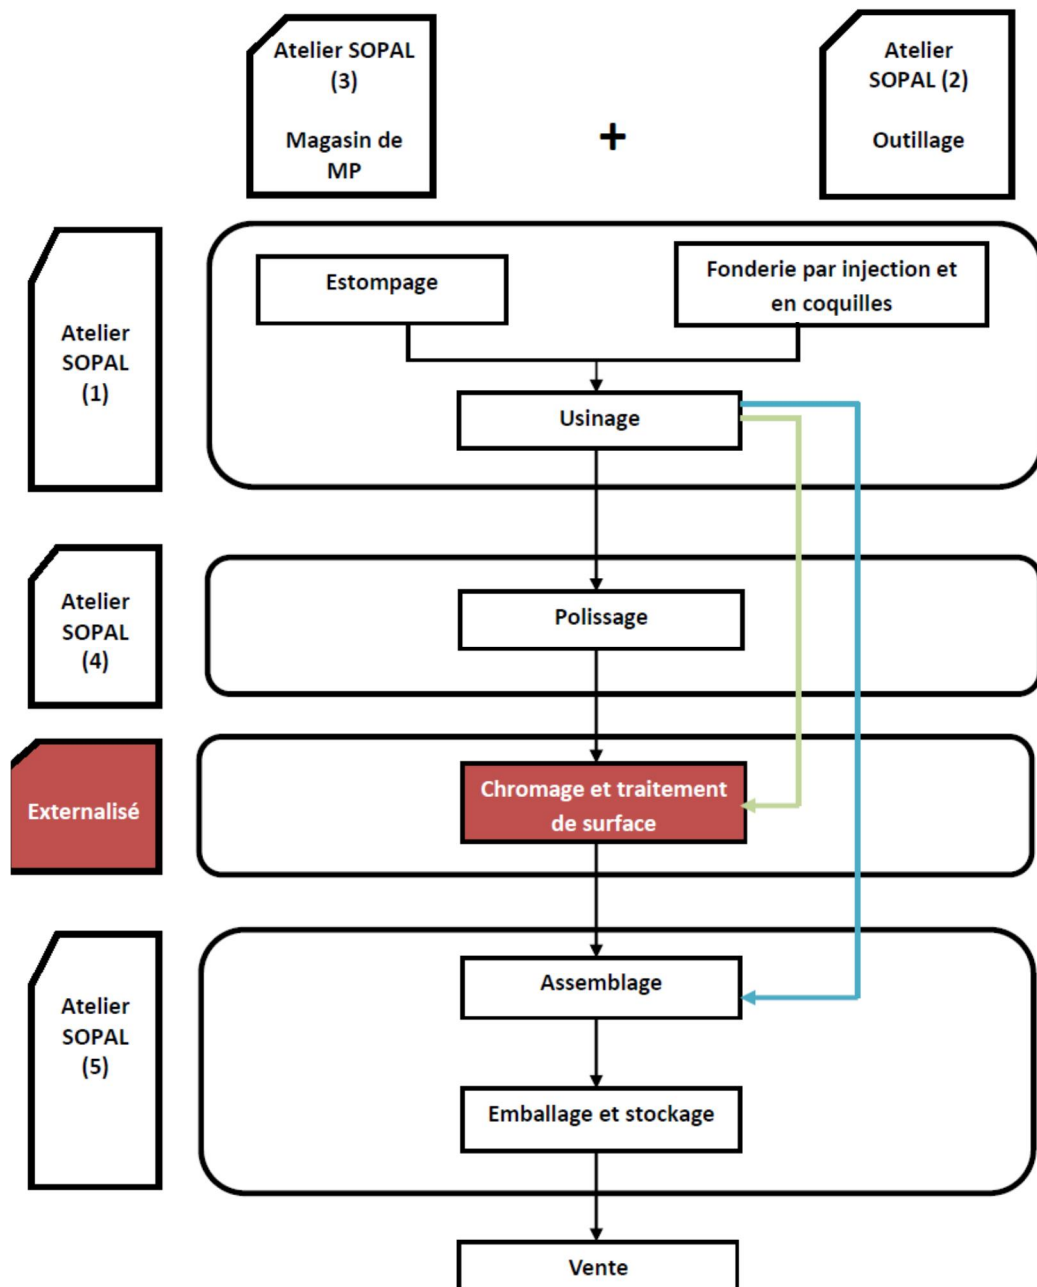 Atelier SOPAL
(3)
Magasin de
MP
+
Atelier
SOPAL (2)
Outillage
Atelier
SOPAL
(1)
Estompage
Fonderie par injection et
en coquilles
Usinage
Atelier
SOPAL
(4)
Polissage
Externalisé
Chromage et traitement
de surface
Atelier
SOPAL
(5)
Assemblage
Emballage et stockage
Vente